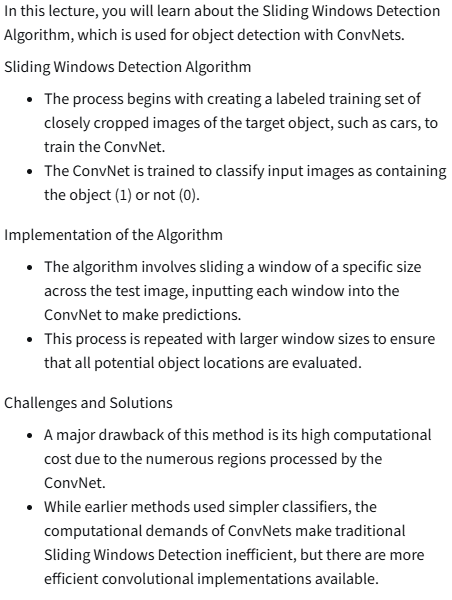 In this lecture, you will learn about the Sliding Windows Detection
Algorithm, which is used for object detection with ConvNets.
Sliding Windows Detection Algorithm
• The process begins with creating a labeled training set of
closely cropped images of the target object, such as cars, to
train the ConvNet.
• The ConvNet is trained to classify input images as containing
the object (1) or not (0).
Implementation of the Algorithm
• The algorithm involves sliding a window of a specific size
across the test image, inputting each window into the
ConvNet to make predictions.
• This process is repeated with larger window sizes to ensure
that all potential object locations are evaluated.
Challenges and Solutions
• A major drawback of this method is its high computational
cost due to the numerous regions processed by the
ConvNet.
• While earlier methods used simpler classifiers, the
computational demands of ConvNets make traditional
Sliding Windows Detection inefficient, but there are more
efficient convolutional implementations available.